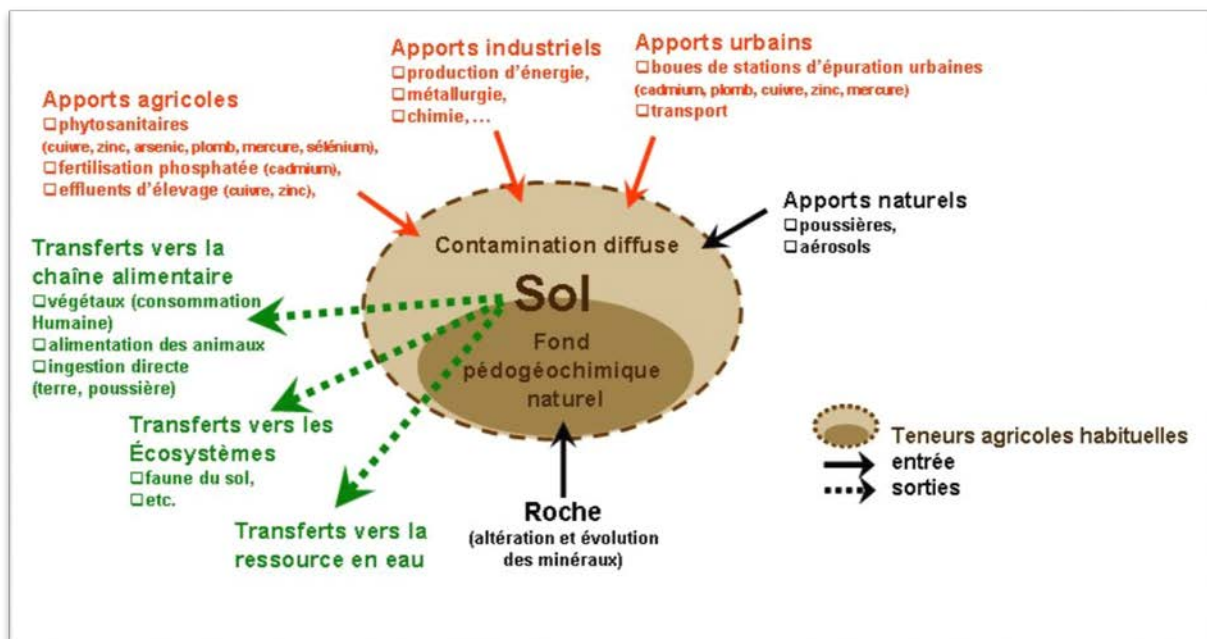 Apports industriels
❑production d'énergie,
❑métallurgie,
❑chimie, ...
Apports urbains
❑boues de stations d'épuration urbaines
(cadmium, plomb, cuivre, zinc, mercure)
❑transport
Apports agricoles
❑phytosanitaires
(cuivre, zinc, arsenic, plomb, mercure, sélénium),
❑fertilisation phosphatée (cadmium),
❑effluents d'élevage (cuivre, zinc),
Apports naturels
❑poussières,
❑aérosols
Contamination diffuse
Sol
Fond
pédogéochimique
naturel
Transferts vers la
chaîne alimentaire
❑végétaux (consommation
Humaine)
❑alimentation des animaux
❑ingestion directe
(terre, poussière)
Transferts vers les
Écosystèmes
❑faune du sol,
❑etc.
Transferts vers la
ressource en eau
Roche
(altération et évolution
des minéraux)
Teneurs agricoles habituelles
entrée
sorties